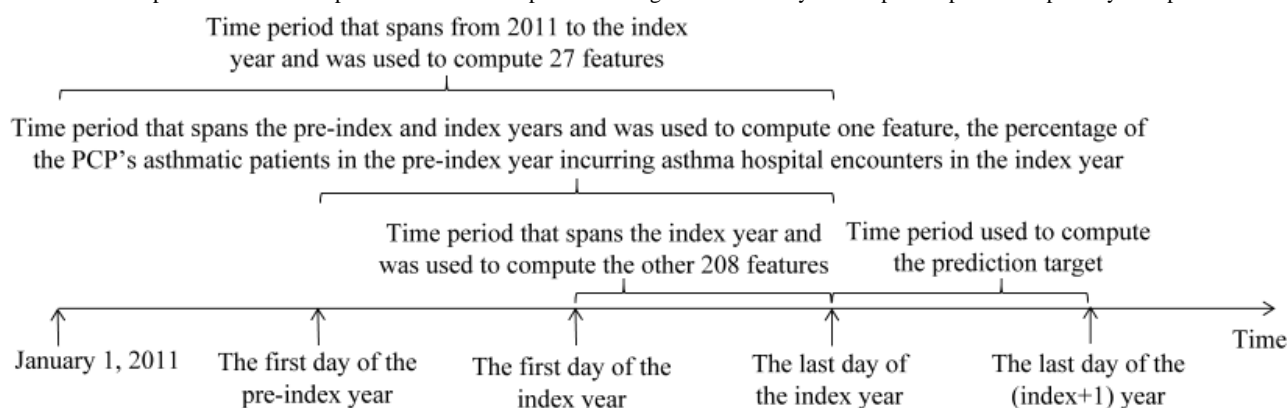 Time period that spans from 2011 to the index
year and was used to compute 27 features
Time period that spans the pre-index and index years and was used to compute one feature, the percentage of
the PCP's asthmatic patients in the pre-index year incurring asthma hospital encounters in the index year
Time period that spans the index year and
was used to compute the other 208 features
Time period used to compute
the prediction target
Time
January 1, 2011
The first day of the
pre-index year
The first day of the
index year
The last day of
the index year
The last day of the
(index+1) year